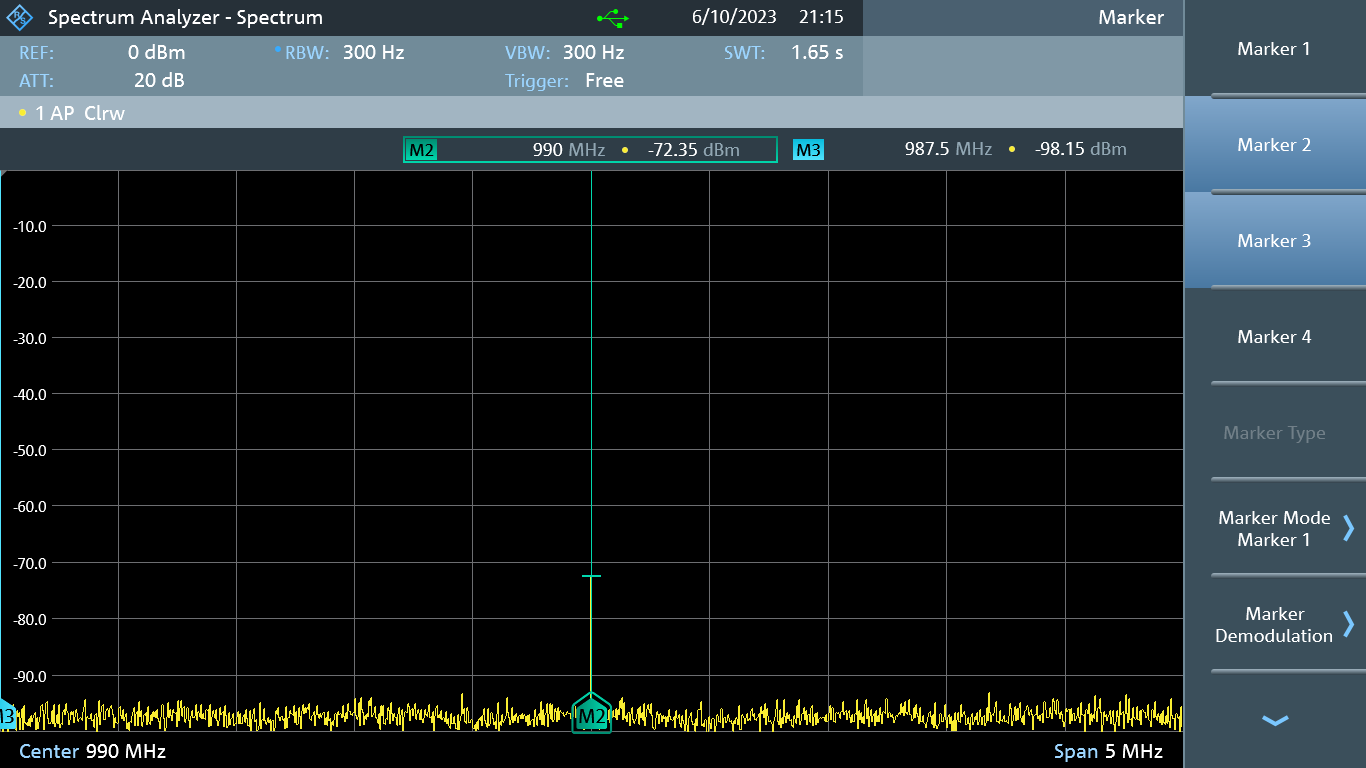 Spectrum Analyzer - Spectrum 6/10/2023 21:15 Marker
REF: 0 dBm RBW: 300 Hz VBW: 300 Hz SWT: 1.65 s
ATT: 20 dB Trigger: Free
1 AP Clrw
M2 990 MHz -72.35 dBm M3 987.5 MHz -98.15 dBm
-10.0
-20.0
-30.0
-40.0
-50.0
-60.0
-70.0
-80.0
-90.0
M3 M2
Center 990 MHz Span 5 MHz
Marker 1
Marker 2
Marker 3
Marker 4
Marker Type
Marker Mode
Marker 1
Marker
Demodulation